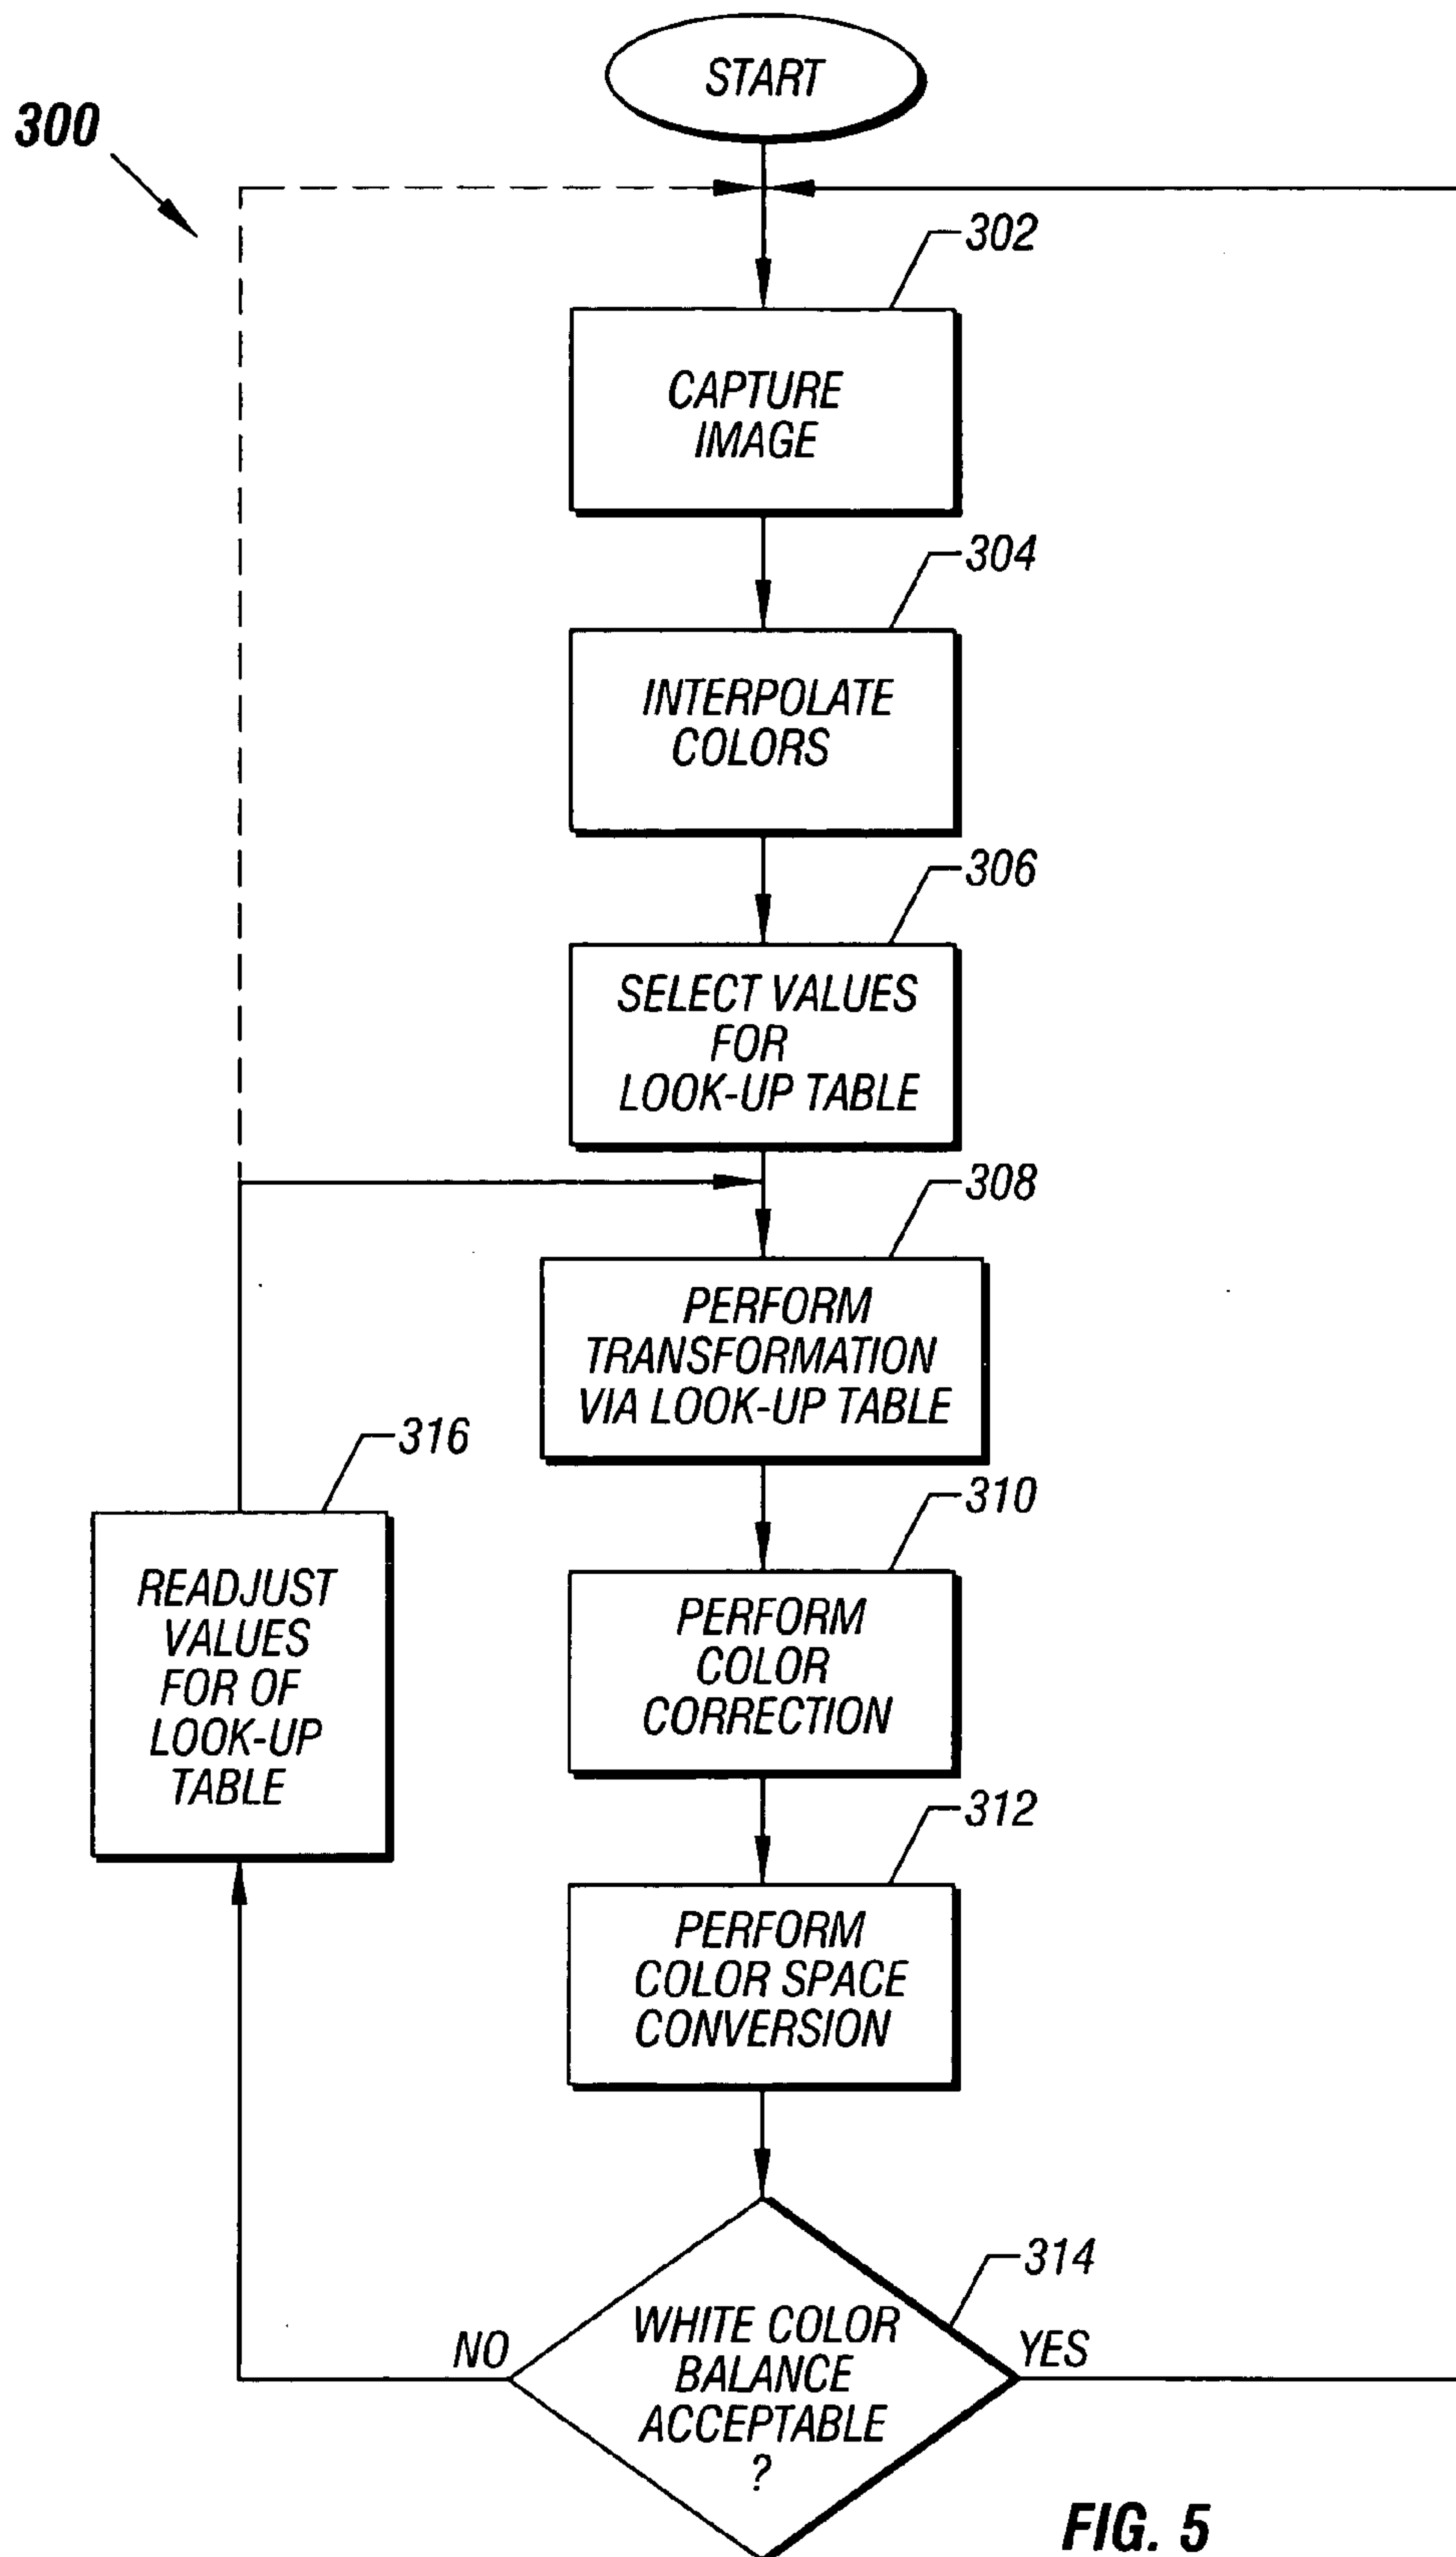 START
300
302
CAPTURE
IMAGE
304
INTERPOLATE
COLORS
306
SELECT VALUES
FOR
LOOK-UP TABLE
308
PERFORM
TRANSFORMATION
VIA LOOK-UP TABLE
316
READJUST
VALUES
FOR OF
LOOK-UP
TABLE
310
PERFORM
COLOR
CORRECTION
312
PERFORM
COLOR SPACE
CONVERSION
314
NO
WHITE COLOR
BALANCE
ACCEPTABLE
?
YES
FIG. 5